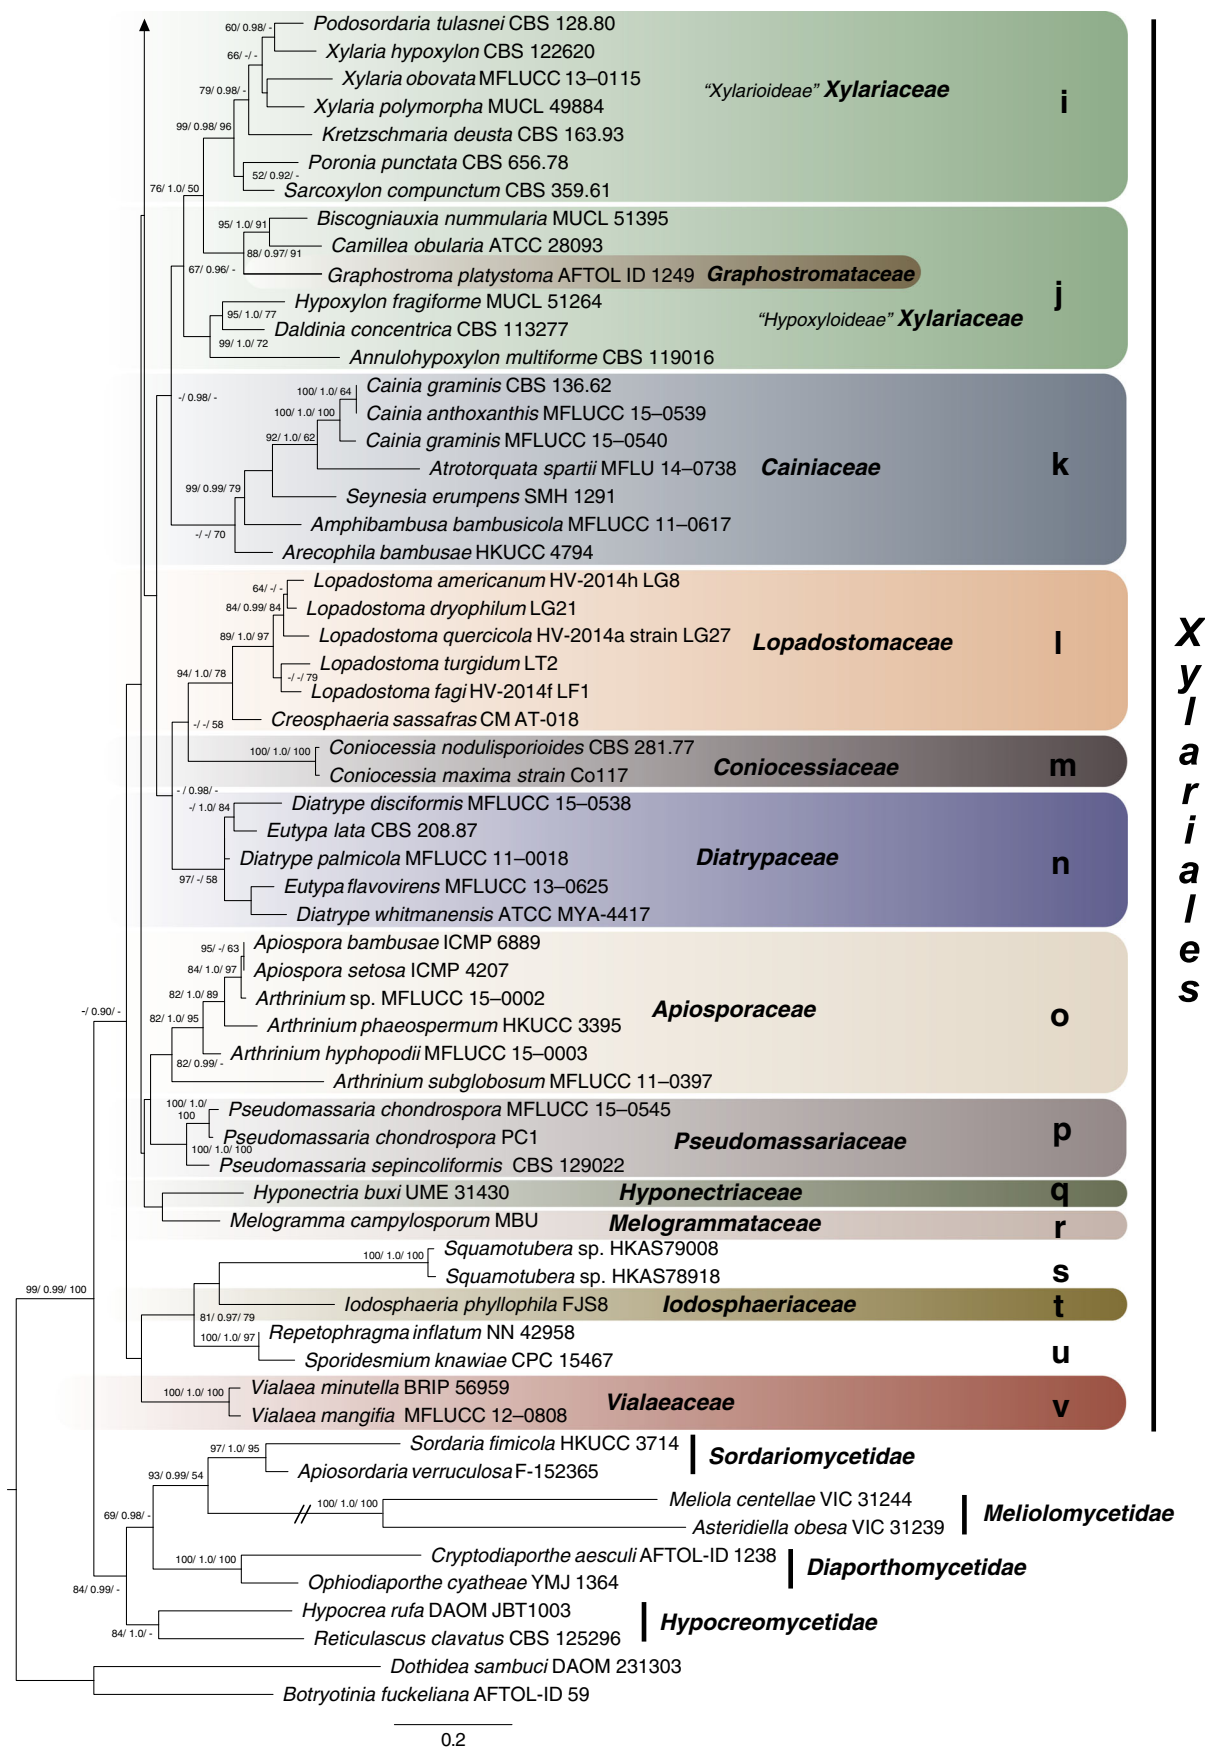 60/ 0.98/ -
Podosordaria tulasnei CBS 128.80
66/ -/ -
Xylaria hypoxylon CBS 122620
79/ 0.98/ -
Xylaria obovata MFLUCC 13–0115
"Xylarioideae" Xylariaceae
i
Xylaria polymorpha MUCL 49884
99/ 0.98/ 96
Kretzschmaria deusta CBS 163.93
Poronia punctata CBS 656.78
52/ 0.92/ -
76/ 1.0/ 50
Sarcoxylon compunctum CBS 359.61
Biscogniauxia nummularia MUCL 51395
95/ 1.0/ 91
Camillea obularia ATCC 28093
88/ 0.97/ 91
67/ 0.96/ -
Graphostroma platystoma AFTOL ID 1249 Graphostromataceae
j
Hypoxylon fragiforme MUCL 51264
95/ 1.0/ 77
"Hypoxyloideae" Xylariaceae
Daldinia concentrica CBS 113277
99/ 1.0/ 72
Annulohypoxylon multiforme CBS 119016
-/ 0.98/ -
100/ 1.0/ 64
Cainia graminis CBS 136.62
100/ 1.0/ 100
Cainia anthoxanthis MFLUCC 15–0539
92/ 1.0/ 62
Cainia graminis MFLUCC 15–0540
Atrotorquata spartii MFLU 14–0738
Cainiaceae
k
99/ 0.99/ 79
Seynesia erumpens SMH 1291
Amphibambusa bambusicola MFLUCC 11–0617
-/ -/ 70
Arecophila bambusae HKUCC 4794
64/ -/ -
Lopadostoma americanum HV-2014h LG8
84/ 0.99/ 84
Lopadostoma dryophilum LG21
89/ 1.0/ 97
Lopadostoma quercicola HV-2014a strain LG27
Lopadostomaceae
l
Lopadostoma turgidum LT2
94/ 1.0/ 78
-/ -/ 79
Lopadostoma fagi HV-2014f LF1
-/ -/ 58
Creosphaeria sassafras CM AT-018
100/ 1.0/ 100
Coniocessia nodulisporioides CBS 281.77
Coniocessiaceae
m
Coniocessia maxima strain Co117
- / 0.98/ -
-/ 1.0/ 84
Diatrype disciformis MFLUCC 15–0538
Eutypa lata CBS 208.87
Diatrype palmicola MFLUCC 11–0018
Diatrypaceae
n
97/ -/ 58
Eutypa flavovirens MFLUCC 13–0625
Diatrype whitmanensis ATCC MYA-4417
95/ -/ 63
Apiospora bambusae ICMP 6889
84/ 1.0/ 97
Apiospora setosa ICMP 4207
82/ 1.0/ 89
Arthrinium sp. MFLUCC 15–0002
Apiosporaceae
o
82/ 1.0/ 95
Arthrinium phaeospermum HKUCC 3395
-/ 0.90/ -
Arthrinium hyphopodii MFLUCC 15–0003
82/ 0.99/ -
Arthrinium subglobosum MFLUCC 11–0397
100/ 1.0/
100
Pseudomassaria chondrospora MFLUCC 15–0545
Pseudomassaria chondrospora PC1
Pseudomassariaceae
p
100/ 1.0/ 100
Pseudomassaria sepincoliformis CBS 129022
Hyponectria buxi UME 31430
Hyponectriaceae
q
Melogramma campylosporum MBU
Melogrammataceae
r
100/ 1.0/ 100
Squamotubera sp. HKAS79008
Squamotubera sp. HKAS78918
s
99/ 0.99/ 100
Iodosphaeria phyllophila FJS8
Iodosphaeriaceae
t
81/ 0.97/ 79
100/ 1.0/ 97
Repetophragma inflatum NN 42958
Sporidesmium knawiae CPC 15467
u
100/ 1.0/ 100
Vialaea minutella BRIP 56959
Vialaeaceae
v
Vialaea mangifia MFLUCC 12–0808
Xylariales
97/ 1.0/ 95
Sordaria fimicola HKUCC 3714
Sordariomycetidae
Apiosordaria verruculosa F-152365
93/ 0.99/ 54
100/ 1.0/ 100
Meliola centellae VIC 31244
Meliolomycetidae
Asteridiella obesa VIC 31239
69/ 0.98/ -
100/ 1.0/ 100
Cryptodiaporthe aesculi AFTOL-ID 1238
Diaporthomycetidae
Ophiodiaporthe cyatheae YMJ 1364
84/ 0.99/ -
Hypocrea rufa DAOM JBT1003
Hypocreomycetidae
84/ 1.0/ -
Reticulascus clavatus CBS 125296
Dothidea sambuci DAOM 231303
Botryotinia fuckeliana AFTOL-ID 59
0.2